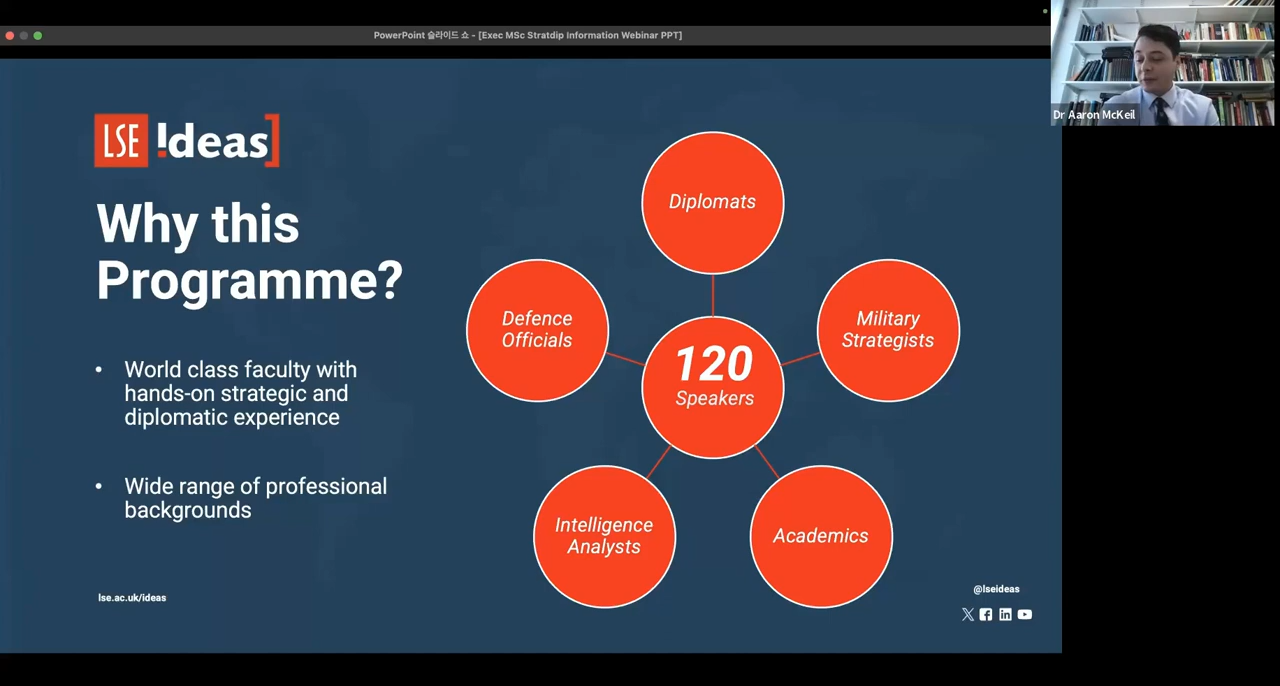 PowerPoint 슬라이드 쇼 - [Exec MSc Stratdip Information Webinar PPT]
Dr Aaron McKeil
LSE Ideas
Why this
Programme?
• World class faculty with
hands-on strategic and
diplomatic experience
• Wide range of professional
backgrounds
lse.ac.uk/ideas
Diplomats
Defence
Officials
Military
Strategists
120
Speakers
Intelligence
Analysts
Academics
@lseideas